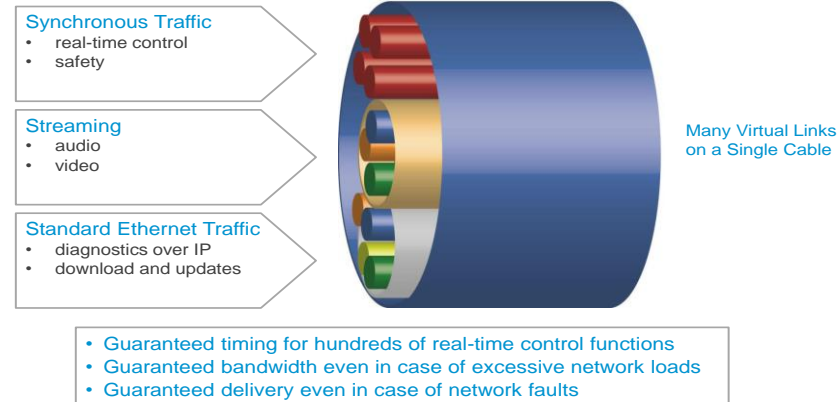 Synchronous Traffic
• real-time control
• safety
Streaming
• audio
• video
Standard Ethernet Traffic
• diagnostics over IP
• download and updates
Many Virtual Links
on a Single Cable
• Guaranteed timing for hundreds of real-time control functions
• Guaranteed bandwidth even in case of excessive network loads
• Guaranteed delivery even in case of network faults